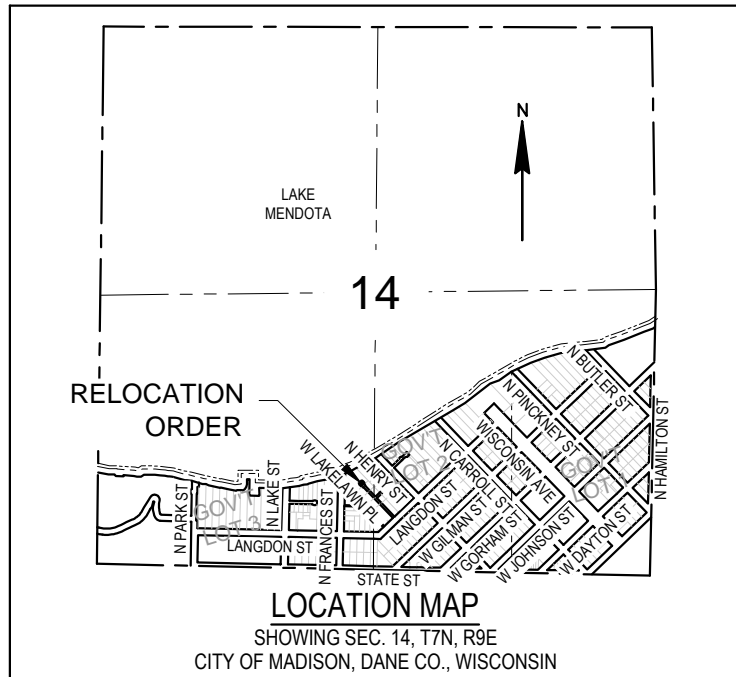 N
LAKE
MENDOTA
14
RELOCATION
ORDER
N BUTLER ST
N PINCKNEY ST
N HAMILTON ST
WISCONSIN AVE
N CARROLL ST
GOV'T
LOT 1
GOV'T
LOT 2
N HENRY ST
W LAKELAWN PL
LANGDON ST
W GILMAN ST
W GORHAM ST
W JOHNSON ST
W DAYTON ST
N PARK ST
GOV'T
LOT 3
N LAKE ST
N FRANCES ST
LANGDON ST
STATE ST
LOCATION MAP
SHOWING SEC. 14, T7N, R9E
CITY OF MADISON, DANE CO., WISCONSIN